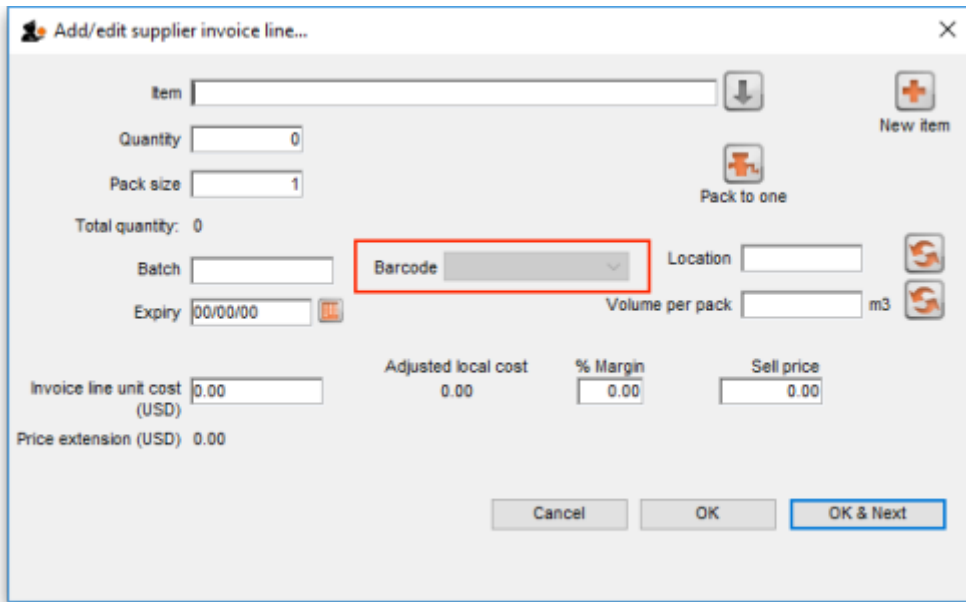 Add/edit supplier invoice line...
Item
New item
Quantity 0
Pack to one
Pack size 1
Total quantity: 0
Batch
Barcode
Location
Expiry 00/00/00
Volume per pack m3
Adjusted local cost % Margin Sell price
Invoice line unit cost (USD) 0.00 0.00 0.00 0.00
Price extension (USD) 0.00
Cancel OK OK & Next